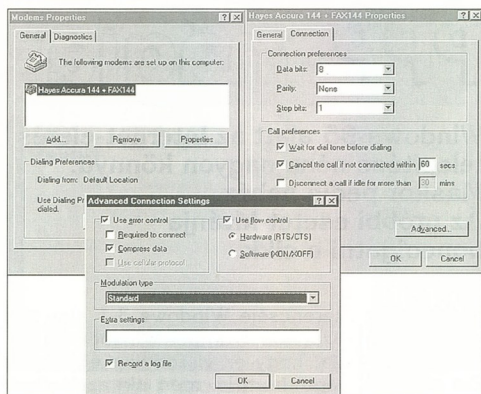 Modems Properties
General
Diagnostics
The following modems are set up on this computer:
Hayes Accura 144 + FAX144
Add...
Remove
Properties
Dialing Preferences
Dialing from: Default Location
Use Dialing Pr
dialed.
Hayes Accura 144 + FAX144 Properties
General
Connection
Connection preferences
Data bits: 8
Parity: None
Stop bits: 1
Call preferences
Wait for dial tone before dialing
Cancel the call if not connected within 60 secs
Disconnect a call if idle for more than 30 mins
Advanced...
OK
Cancel
Advanced Connection Settings
Use error control
Required to connect
Compress data
Use cellular protocol
Use flow control
Hardware (RTS/CTS)
Software (XON/XOFF)
Modulation type
Standard
Extra settings
Record a log file
OK
Cancel